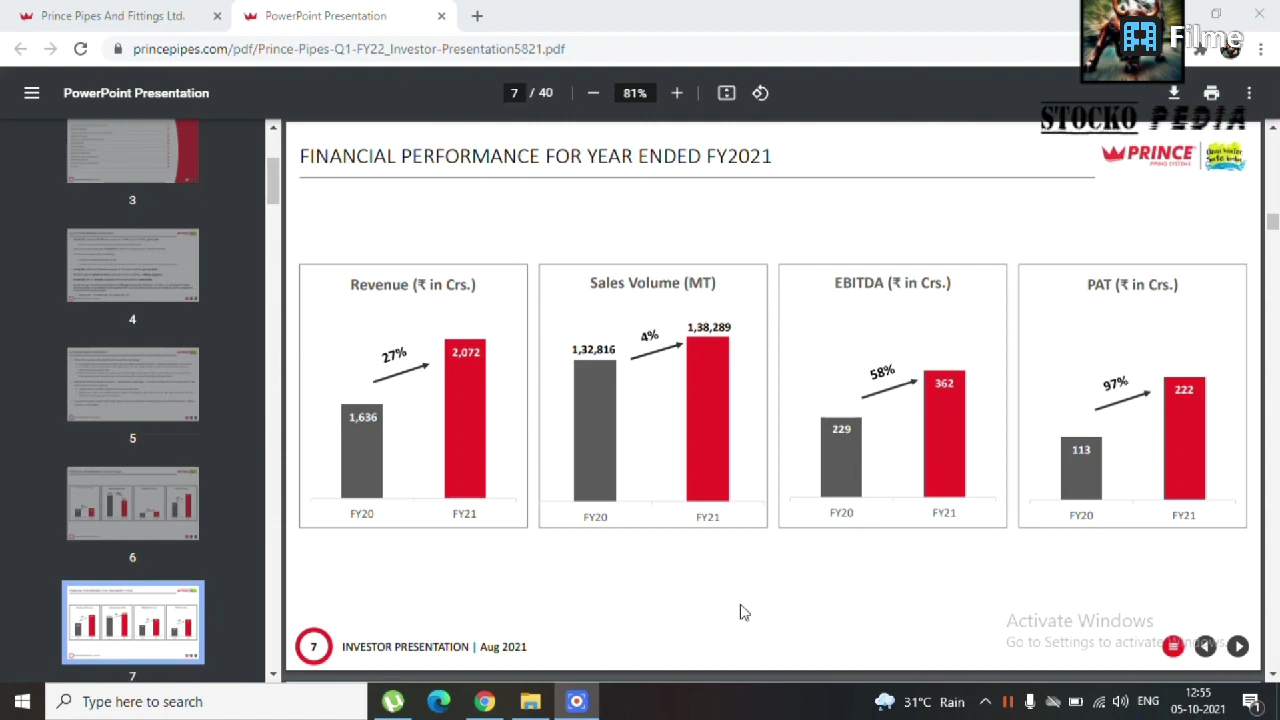 Prince Pipes And Fittings Ltd.
PowerPoint Presentation
princepipes.com/pdf/Prince-Pipes-Q1-FY22_Investor-Presentation5821.pdf
Filme
PowerPoint Presentation
7 / 40
81%
STOCKO PEDIA
3
4
5
6
7
FINANCIAL PERFORMANCE FOR YEAR ENDED FY2021
PRINCE
PIPING SYSTEMS
Revenue (₹ in Crs.)
27%
1,636
2,072
FY20
FY21
Sales Volume (MT)
4%
1,32,816
1,38,289
FY20
FY21
EBITDA (₹ in Crs.)
58%
229
362
FY20
FY21
PAT (₹ in Crs.)
97%
113
222
FY20
FY21
7
INVESTOR PRESENTATION | Aug 2021
Activate Windows
Go to Settings to activate Windows.
Type here to search
31°C Rain
ENG
12:55
05-10-2021
1